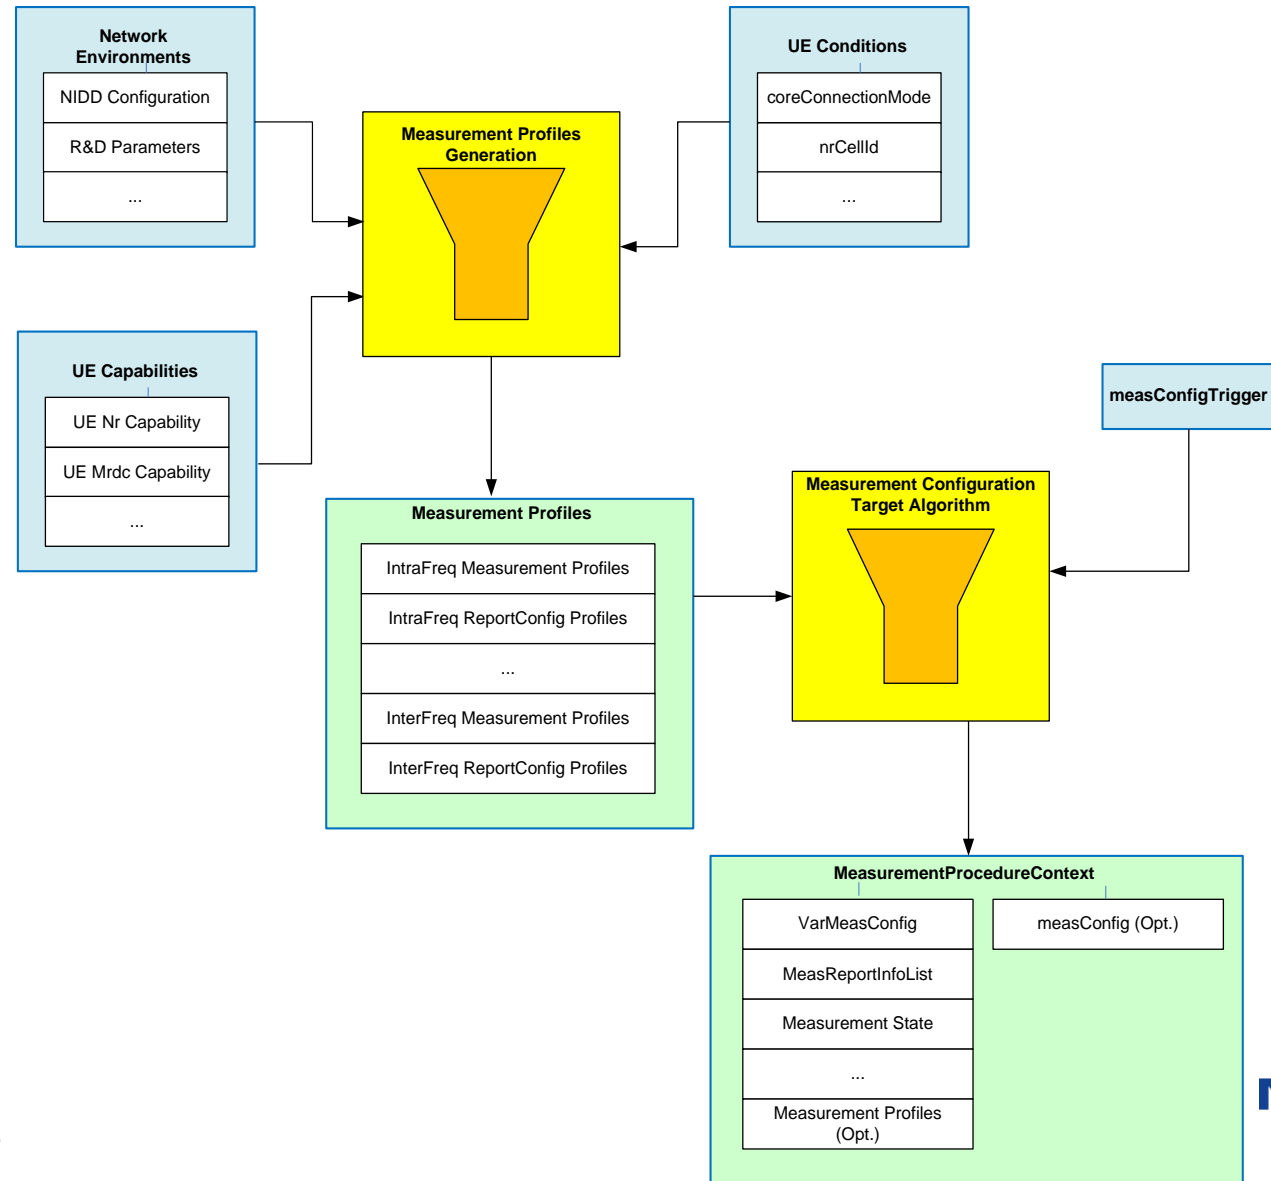 Network
Environments
NIDD Configuration
R&D Parameters
...
UE Conditions
coreConnectionMode
nrCellId
...
Measurement Profiles
Generation
UE Capabilities
UE Nr Capability
UE Mrdc Capability
...
measConfigTrigger
Measurement Profiles
IntraFreq Measurement Profiles
IntraFreq ReportConfig Profiles
...
InterFreq Measurement Profiles
InterFreq ReportConfig Profiles
Measurement Configuration
Target Algorithm
MeasurementProcedureContext
VarMeasConfig
MeasReportInfoList
Measurement State
...
Measurement Profiles
(Opt.)
measConfig (Opt.)